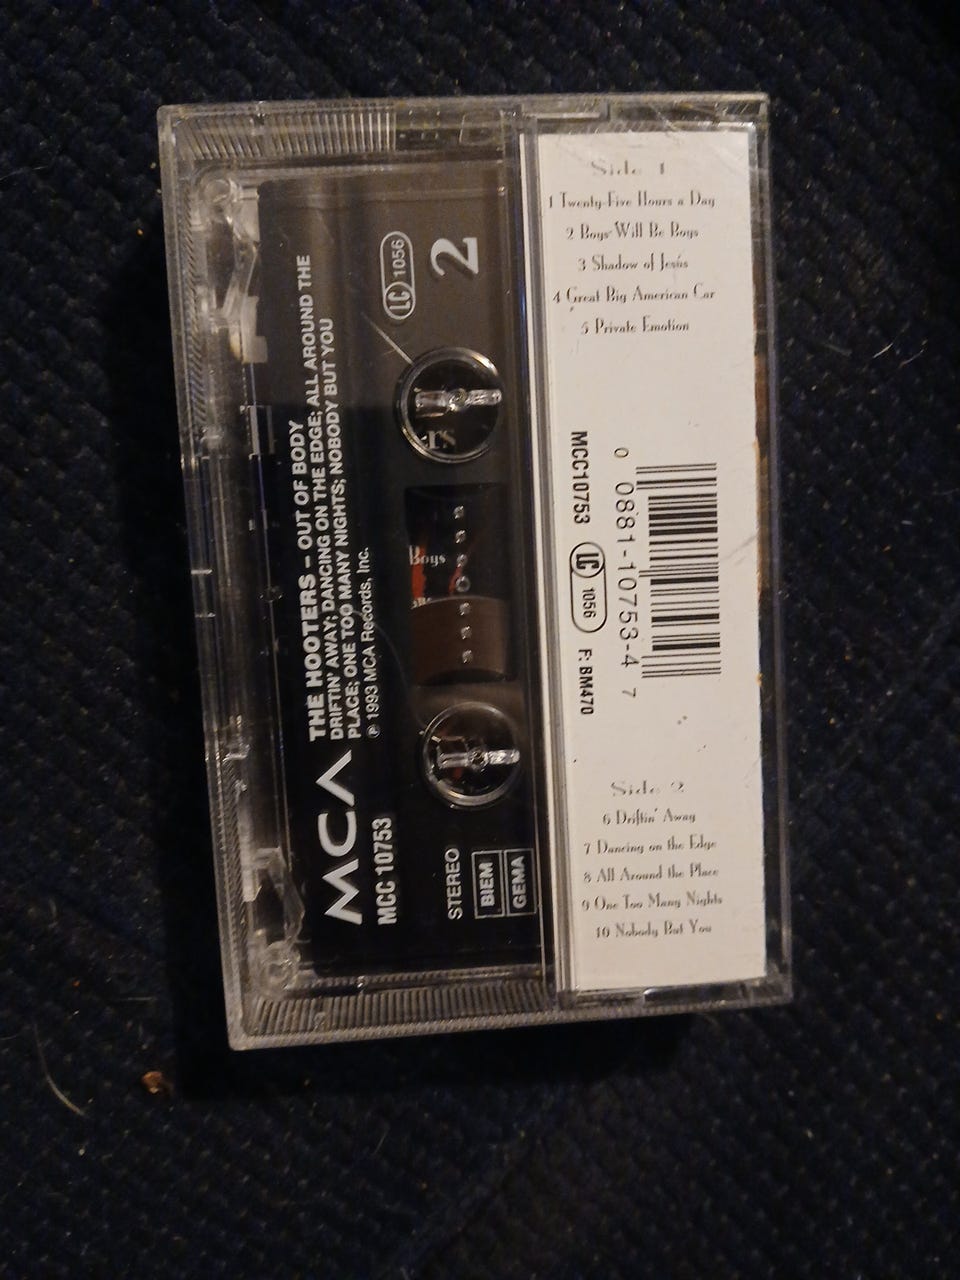 Side 1
1 Twenty-Five Hours a Day
2 Boys Will Be Boys
3 Shadow of Jesus
4 Great Big American Car
5 Private Emotion
0 0881-10753-4 7
MCC10753 LC 1056 F: BM470
Side 2
6 Driftin' Away
7 Dancing on the Edge
8 All Around the Place
9 One Too Many Nights
10 Nobody But You
MCA
THE HOOTERS – OUT OF BODY
DRIFTIN' AWAY; DANCING ON THE EDGE; ALL AROUND THE
PLACE; ONE TOO MANY NIGHTS; NOBODY BUT YOU
℗ 1993 MCA Records, Inc.
MCC 10753
LC 1056
2
STEREO
BIEM
GEMA
Boys